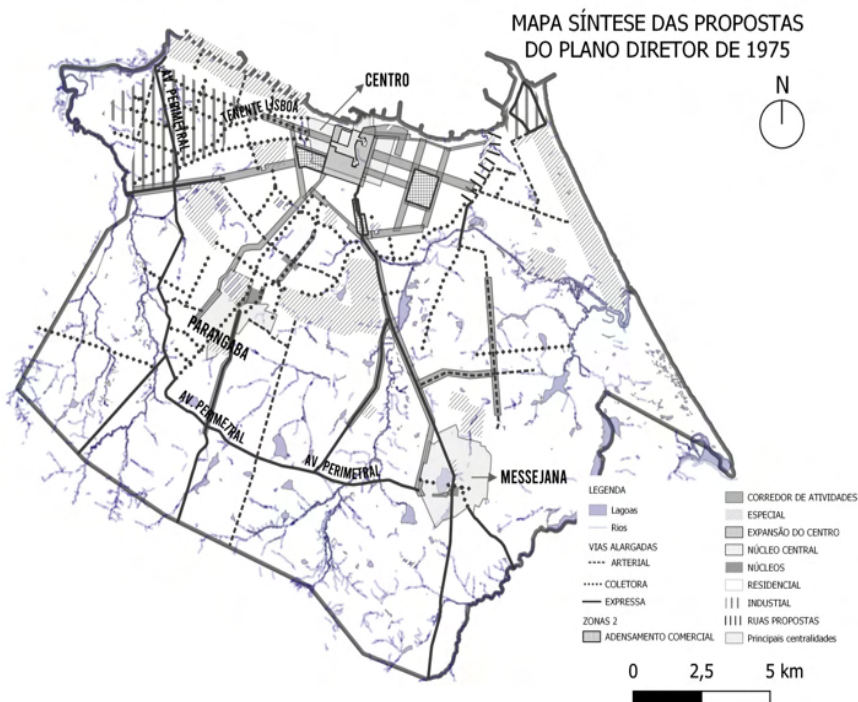 MAPA SÍNTESE DAS PROPOSTAS
DO PLANO DIRETOR DE 1975
N
CENTRO
AV PERIMETRAL
TENENTE LISBOA
PARANGABA
AV PERIMETRAL
AV PERIMETRAL
MESSEJANA
LEGENDA
Lagoas
Rios
VIAS ALARGADAS
ARTERIAL
COLETORA
EXPRESSA
ZONAS 2
ADENSAMENTO COMERCIAL
CORREDOR DE ATIVIDADES
ESPECIAL
EXPANSÃO DO CENTRO
NÚCLEO CENTRAL
NÚCLEOS
RESIDENCIAL
INDUSTIAL
RUAS PROPOSTAS
Principais centralidades
0 2,5 5 km